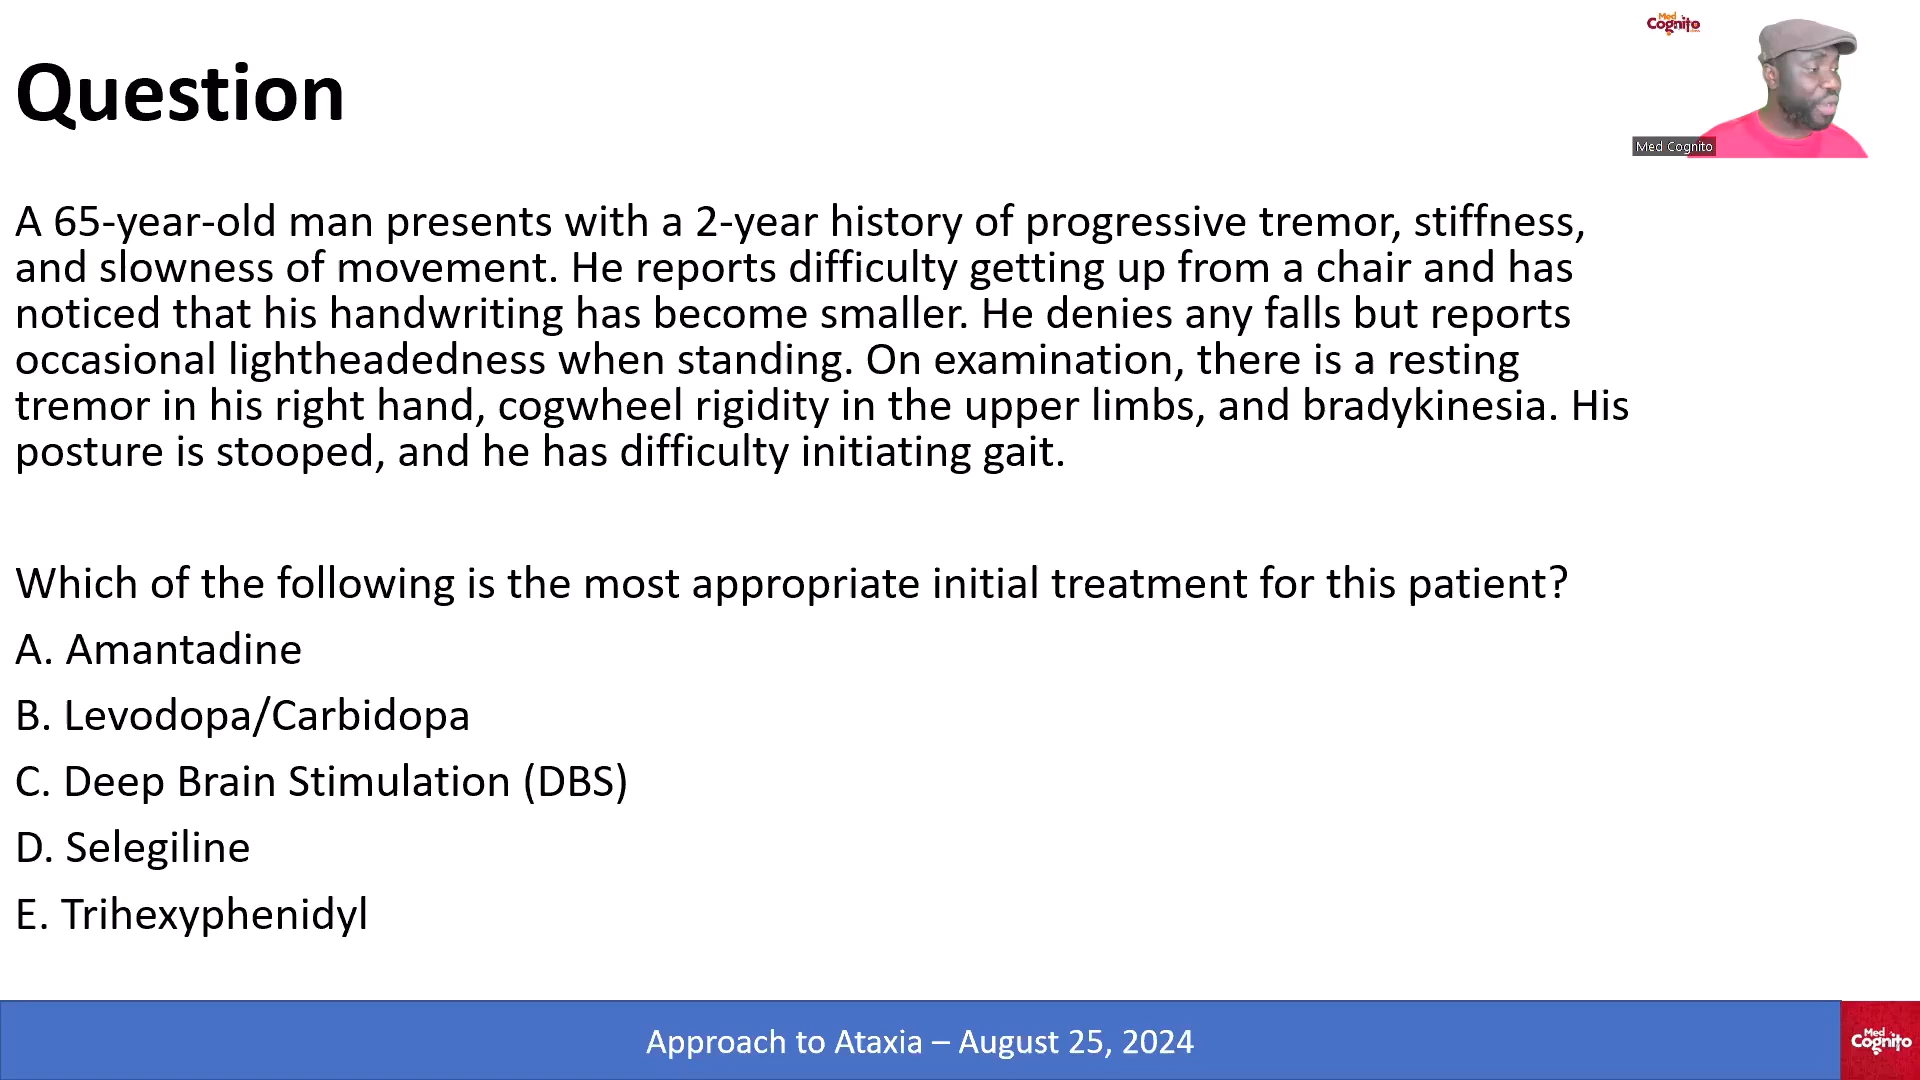 Med
Cognito
Question
Med Cognito
A 65-year-old man presents with a 2-year history of progressive tremor, stiffness,
and slowness of movement. He reports difficulty getting up from a chair and has
noticed that his handwriting has become smaller. He denies any falls but reports
occasional lightheadedness when standing. On examination, there is a resting
tremor in his right hand, cogwheel rigidity in the upper limbs, and bradykinesia. His
posture is stooped, and he has difficulty initiating gait.
Which of the following is the most appropriate initial treatment for this patient?
A. Amantadine
B. Levodopa/Carbidopa
C. Deep Brain Stimulation (DBS)
D. Selegiline
E. Trihexyphenidyl
Approach to Ataxia – August 25, 2024
Med
Cognito